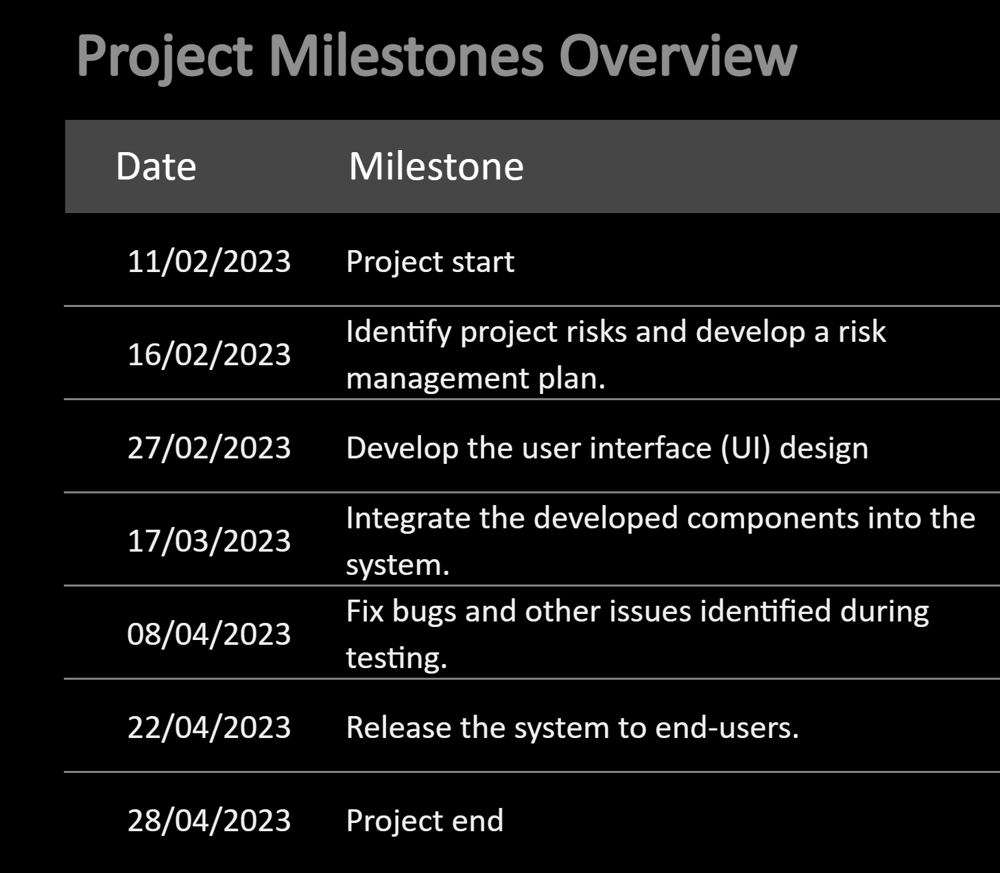 Project Milestones Overview
Date Milestone
11/02/2023 Project start
16/02/2023 Identify project risks and develop a risk
management plan.
27/02/2023 Develop the user interface (UI) design
17/03/2023 Integrate the developed components into the
system.
08/04/2023 Fix bugs and other issues identified during
testing.
22/04/2023 Release the system to end-users.
28/04/2023 Project end